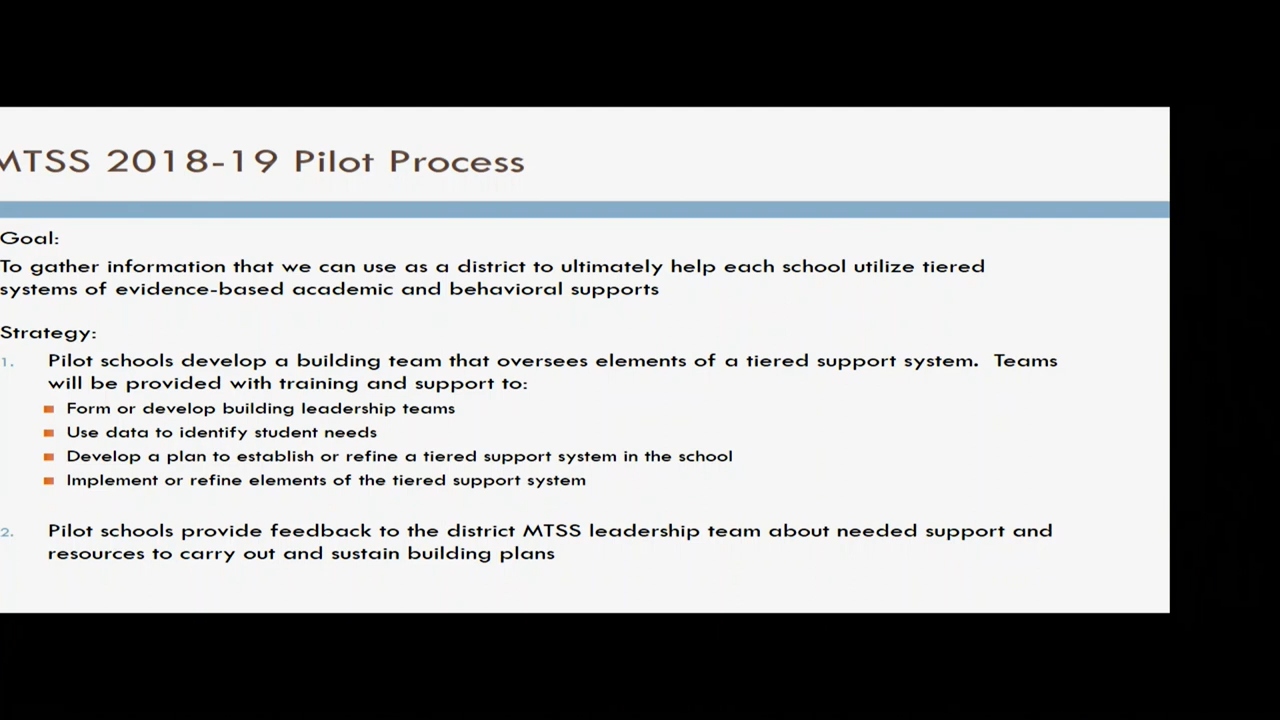 MTSS 2018-19 Pilot Process
Goal:
To gather information that we can use as a district to ultimately help each school utilize tiered
systems of evidence-based academic and behavioral supports
Strategy:
1. Pilot schools develop a building team that oversees elements of a tiered support system. Teams
will be provided with training and support to:
Form or develop building leadership teams
Use data to identify student needs
Develop a plan to establish or refine a tiered support system in the school
Implement or refine elements of the tiered support system
2. Pilot schools provide feedback to the district MTSS leadership team about needed support and
resources to carry out and sustain building plans